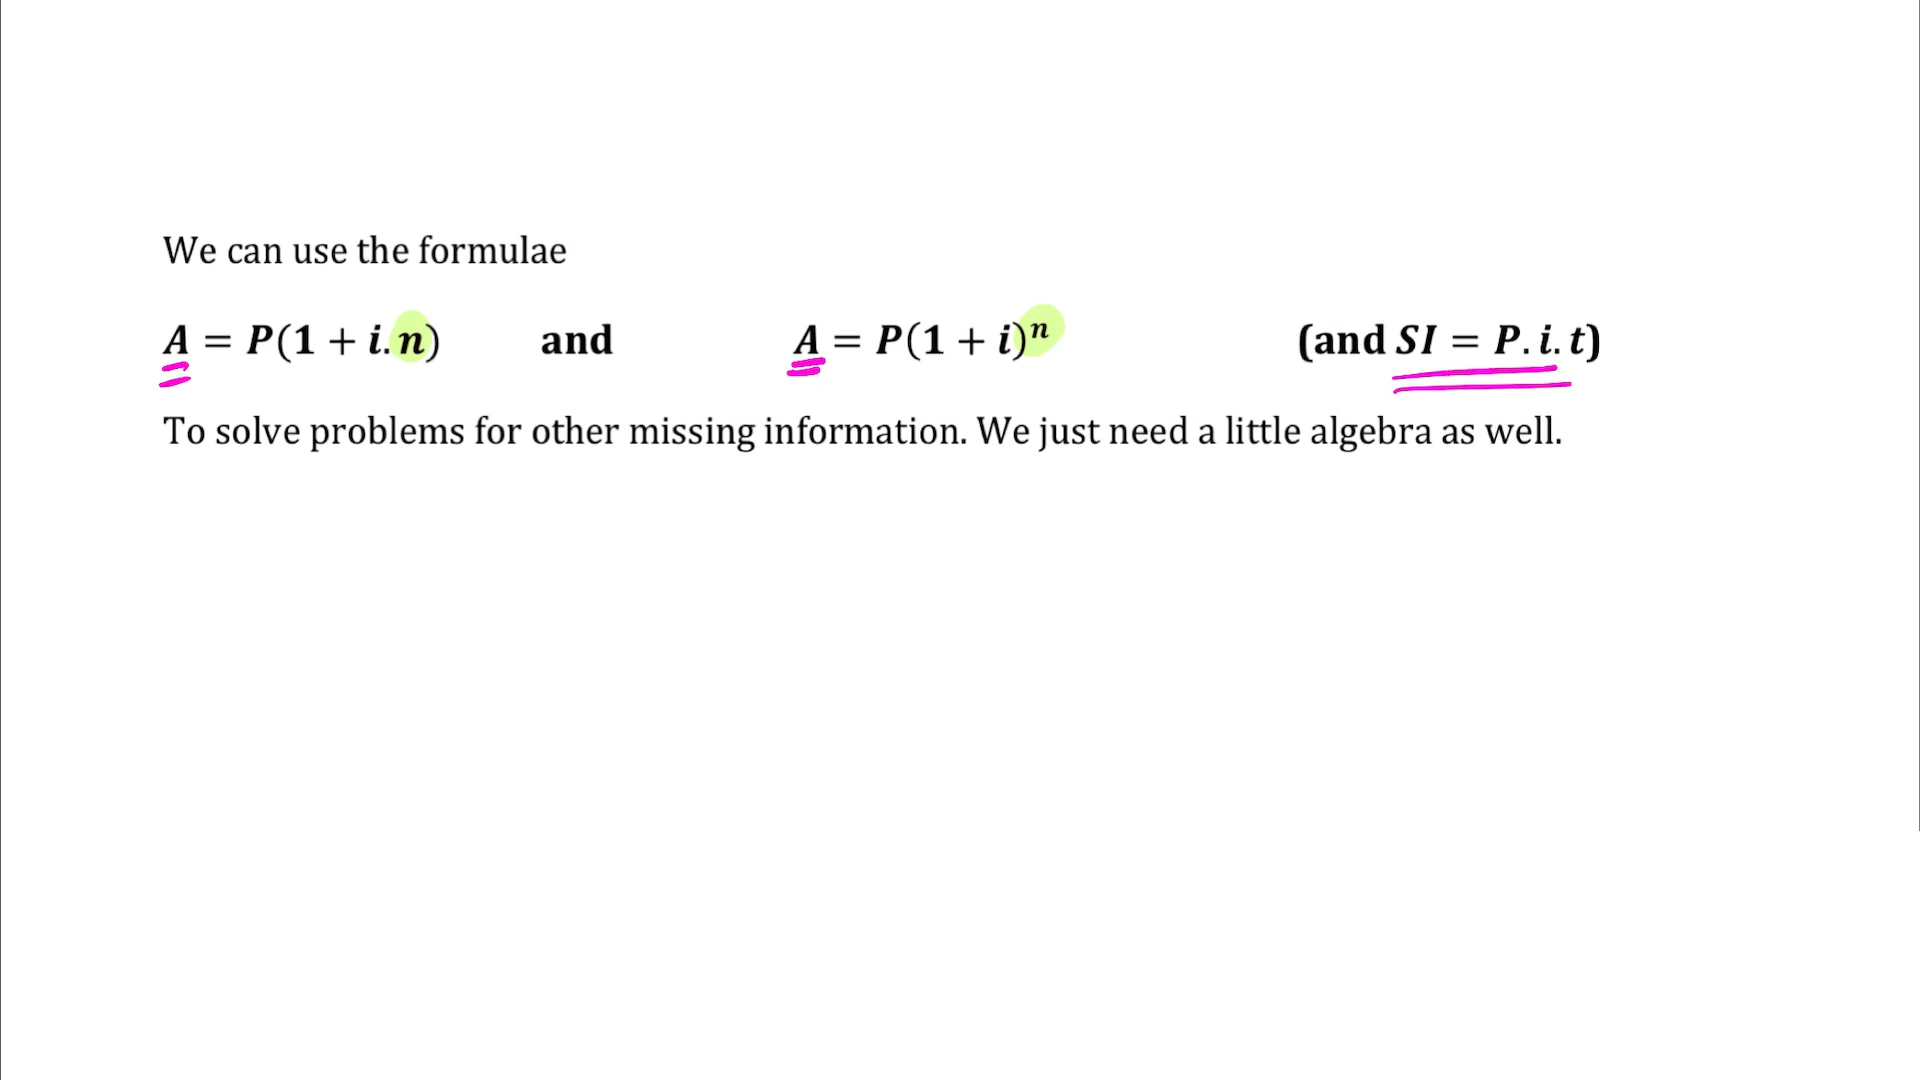 We can use the formulae
A = P(1 + i.n) and A = P(1 + i)ⁿ (and SI = P.i.t)
To solve problems for other missing information. We just need a little algebra as well.